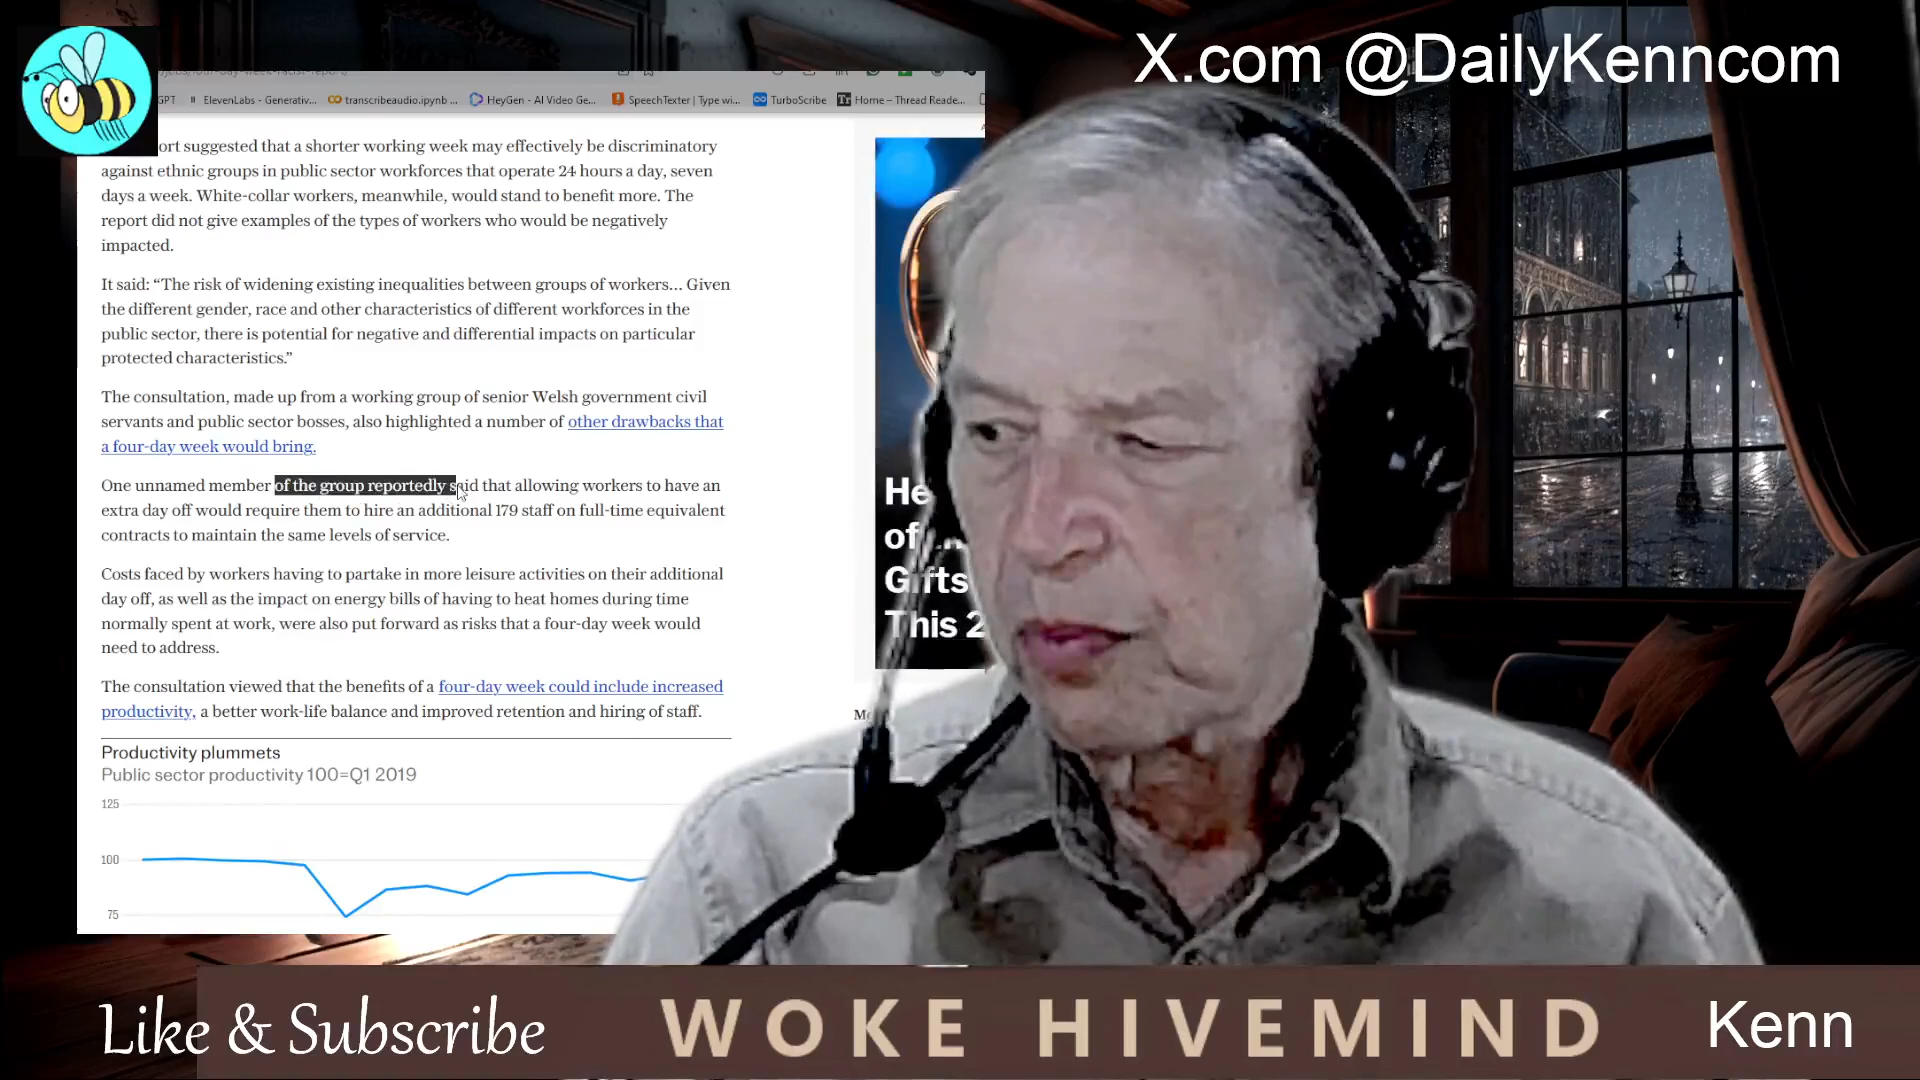 X.com @DailyKenncom
GPT ElevenLabs - Generativ... transcribeaudio.ipynb ... HeyGen - AI Video Ge... SpeechTexter | Type wi... TurboScribe Home – Thread Reade...
ort suggested that a shorter working week may effectively be discriminatory
against ethnic groups in public sector workforces that operate 24 hours a day, seven
days a week. White-collar workers, meanwhile, would stand to benefit more. The
report did not give examples of the types of workers who would be negatively
impacted.
It said: “The risk of widening existing inequalities between groups of workers… Given
the different gender, race and other characteristics of different workforces in the
public sector, there is potential for negative and differential impacts on particular
protected characteristics.”
The consultation, made up from a working group of senior Welsh government civil
servants and public sector bosses, also highlighted a number of other drawbacks that
a four-day week would bring.
One unnamed member of the group reportedly said that allowing workers to have an
extra day off would require them to hire an additional 179 staff on full-time equivalent
contracts to maintain the same levels of service.
Costs faced by workers having to partake in more leisure activities on their additional
day off, as well as the impact on energy bills of having to heat homes during time
normally spent at work, were also put forward as risks that a four-day week would
need to address.
The consultation viewed that the benefits of a four-day week could include increased
productivity, a better work-life balance and improved retention and hiring of staff.
Productivity plummets
Public sector productivity 100=Q1 2019
125
100
75
He
of
Gifts
This 2
Like & Subscribe
WOKE HIVEMIND
Kenn